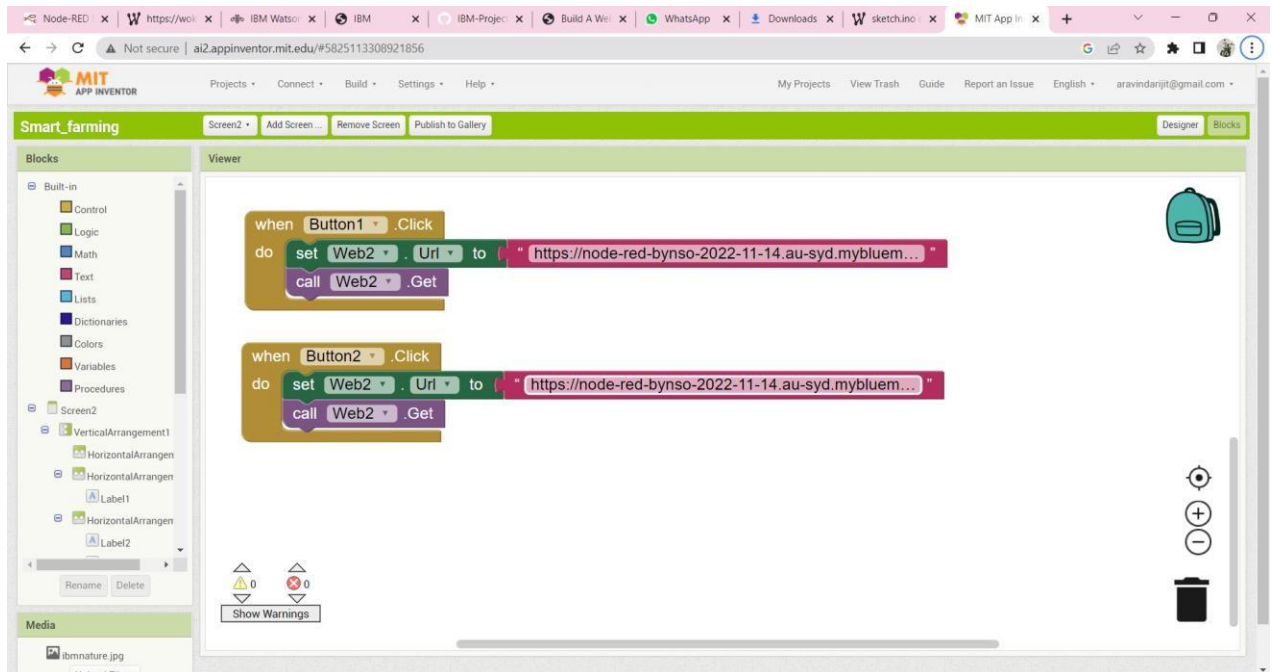 Node-RED
https://wok
IBM Watson
IBM
IBM-Project
Build A Wel
WhatsApp
Downloads
sketch.ino
MIT App In
Not secure | ai2.appinventor.mit.edu/#5825113308921856
MIT
APP INVENTOR
Projects Connect Build Settings Help My Projects View Trash Guide Report an Issue English aravindarijit@gmail.com
Smart_farming Screen2 Add Screen ... Remove Screen Publish to Gallery Designer Blocks
Blocks Viewer
Built-in
Control
Logic
Math
Text
Lists
Dictionaries
Colors
Variables
Procedures
Screen2
VerticalArrangement1
HorizontalArrangen
HorizontalArrangem
Label1
HorizontalArrangen
Label2
Rename Delete
Media
ibmnature.jpg
when Button1 .Click
do set Web2 . Url to " https://node-red-bynso-2022-11-14.au-syd.mybluem... "
call Web2 .Get
when Button2 .Click
do set Web2 . Url to " https://node-red-bynso-2022-11-14.au-syd.mybluem... "
call Web2 .Get
0 0
Show Warnings